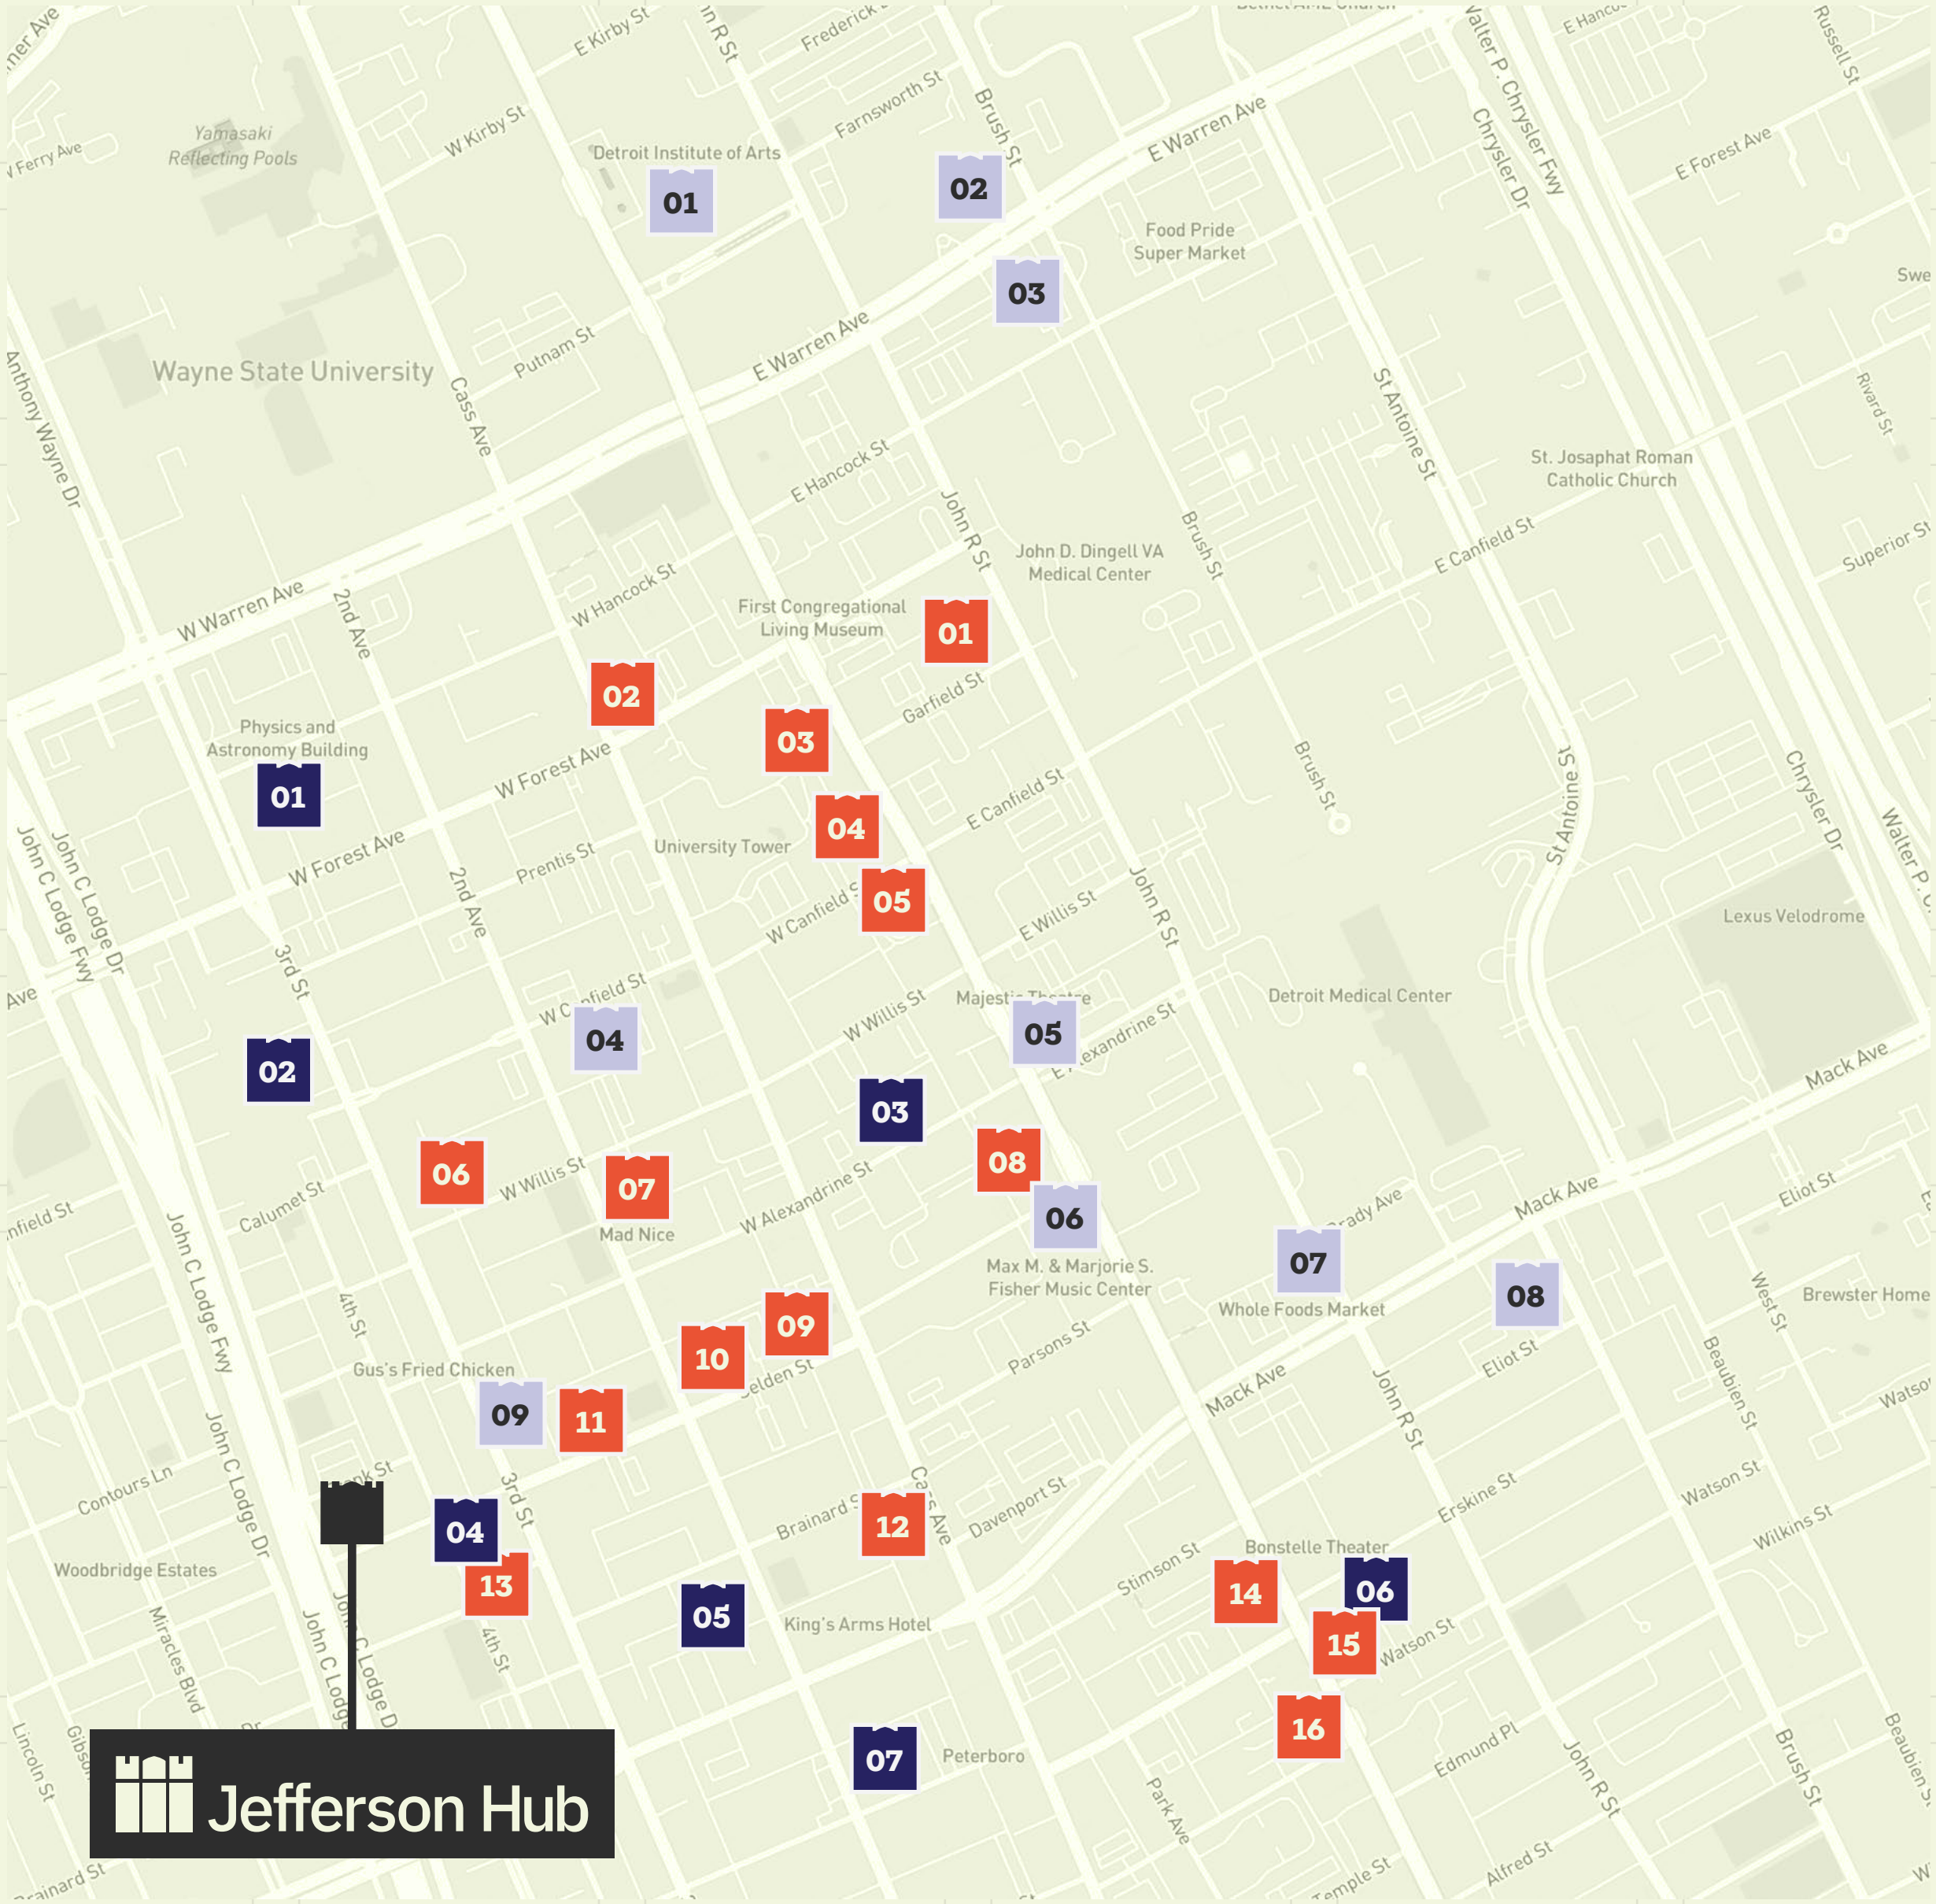 E Kirby St
Frederick
Farnsworth St
Brush St
E Warren Ave
Walter P. Chrysler Fwy
Chrysler Dr
Russell St
E Forest Ave
Yamasaki
Reflecting Pools
W Kirby St
W Ferry Ave
Detroit Institute of Arts
01
02
03
Food Pride
Super Market
Wayne State University
Putnam St
E Warren Ave
Anthony Wayne Dr
Cass Ave
St Antoine St
Rivard St
E Hancock St
St. Josaphat Roman
Catholic Church
John R St
Brush St
E Canfield St
Superior St
John D. Dingell VA
Medical Center
W Hancock St
W Warren Ave
2nd Ave
First Congregational
Living Museum
01
02
Garfield St
03
Physics and
Astronomy Building
01
W Forest Ave
Brush St
St Antoine St
Chrysler Dr
E Canfield St
04
University Tower
John C Lodge Dr
John C Lodge Fwy
W Forest Ave
Prentis St
2nd Ave
05
W Canfield
E Willis St
John R St
Lexus Velodrome
3rd St
Ave
W Canfield St
W Willis St
Majestic Theatre
Detroit Medical Center
04
05
02
Mack Ave
03
06
07
08
W Willis St
Mad Nice
W Alexandrine St
06
Calumet St
Max M. & Marjorie S.
Fisher Music Center
07
Whole Foods Market
Mack Ave
08
Eliot St
West St
Brewster Home
John C Lodge Fwy
4th St
09
10
Parsons St
Eliot St
Beaubien St
Gus's Fried Chicken
09
11
Mack Ave
John R St
Contours Ln
John C Lodge Dr
3rd St
04
13
Brainard
12
Cass Ave
Davenport St
Erskine St
Watson St
Wilkins St
Woodbridge Estates
Bonstelle Theater
Stimson St
14
06
15
Watson St
05
King's Arms Hotel
Miracles Blvd
4th St
16
07
Peterboro
Lincoln St
Edmund Pl
Park Ave
John R St
Brush St
Jefferson Hub
Alfred St
Temple St